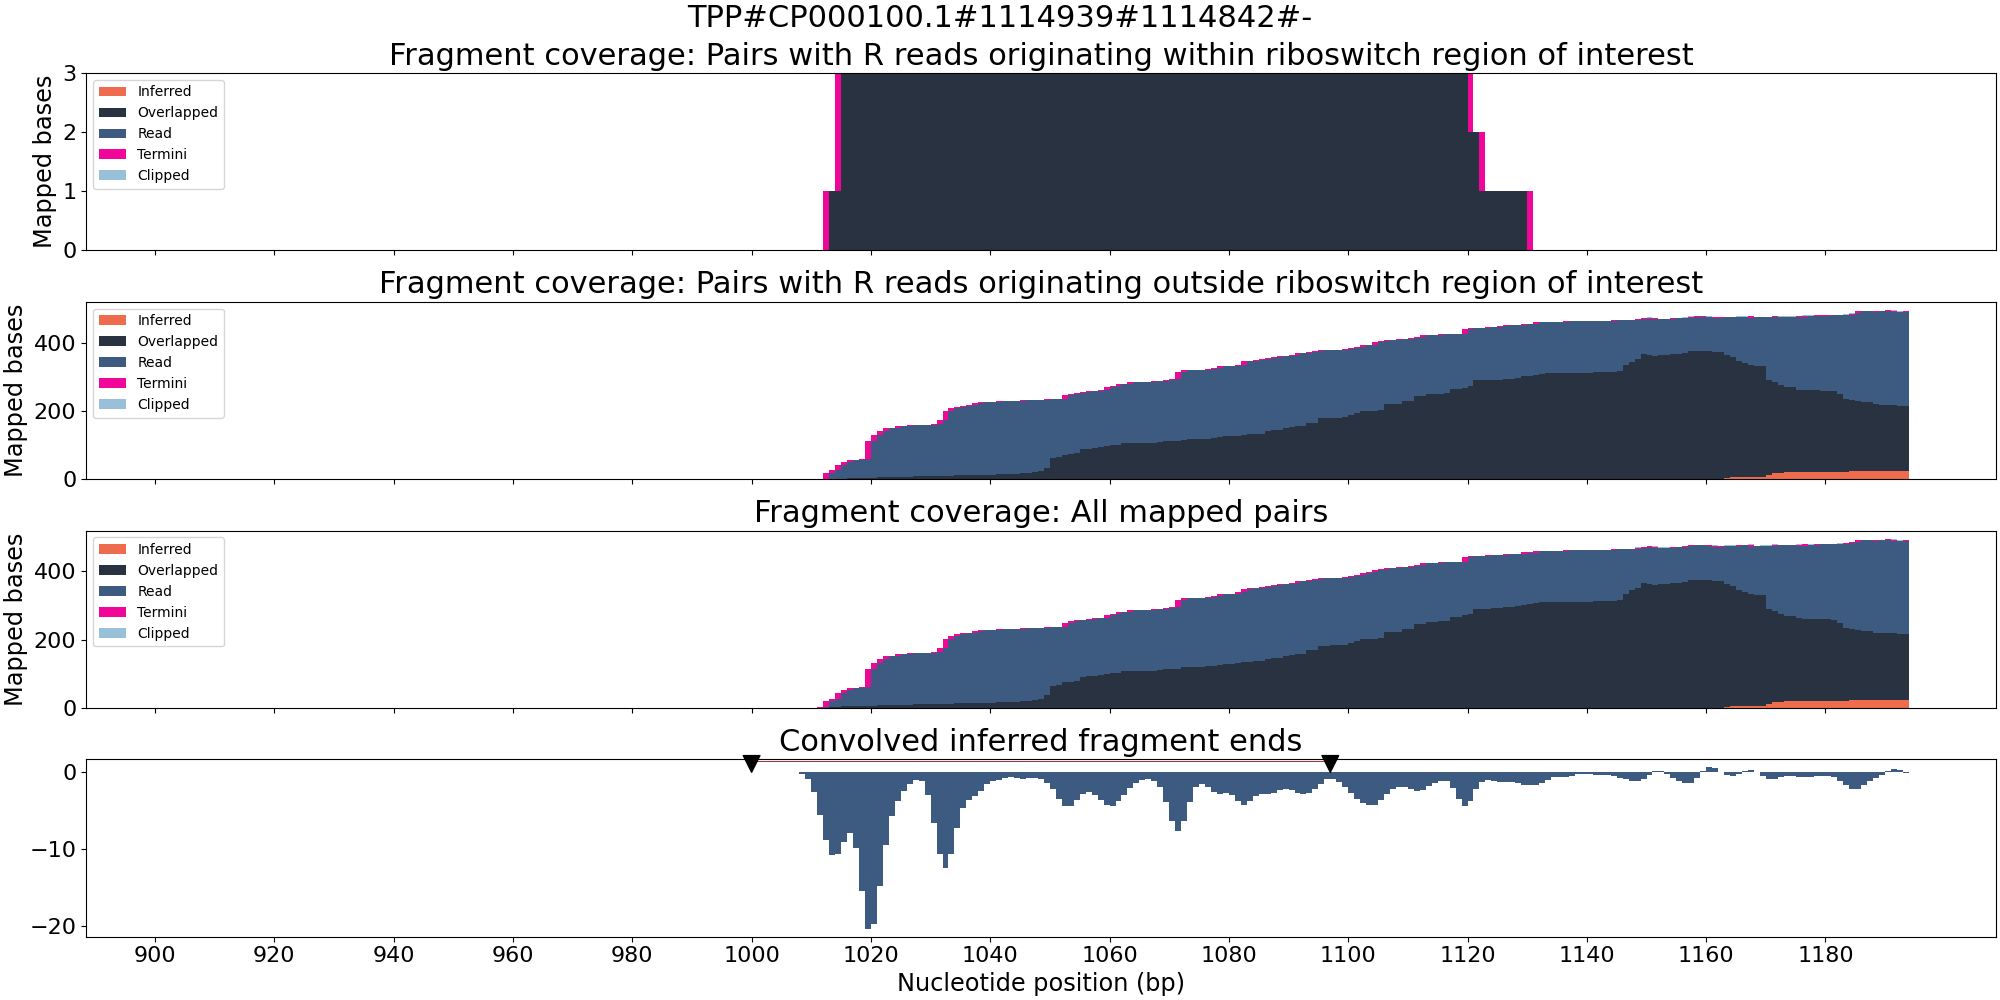 TPP#CP000100.1#1114939#1114842#-
Fragment coverage: Pairs with R reads originating within riboswitch region of interest
Mapped bases
3
2
1
0
Inferred
Overlapped
Read
Termini
Clipped
Fragment coverage: Pairs with R reads originating outside riboswitch region of interest
Mapped bases
400
200
0
Inferred
Overlapped
Read
Termini
Clipped
Fragment coverage: All mapped pairs
Mapped bases
400
200
0
Inferred
Overlapped
Read
Termini
Clipped
Convolved inferred fragment ends
0
−10
−20
900 920 940 960 980 1000 1020 1040 1060 1080 1100 1120 1140 1160 1180
Nucleotide position (bp)